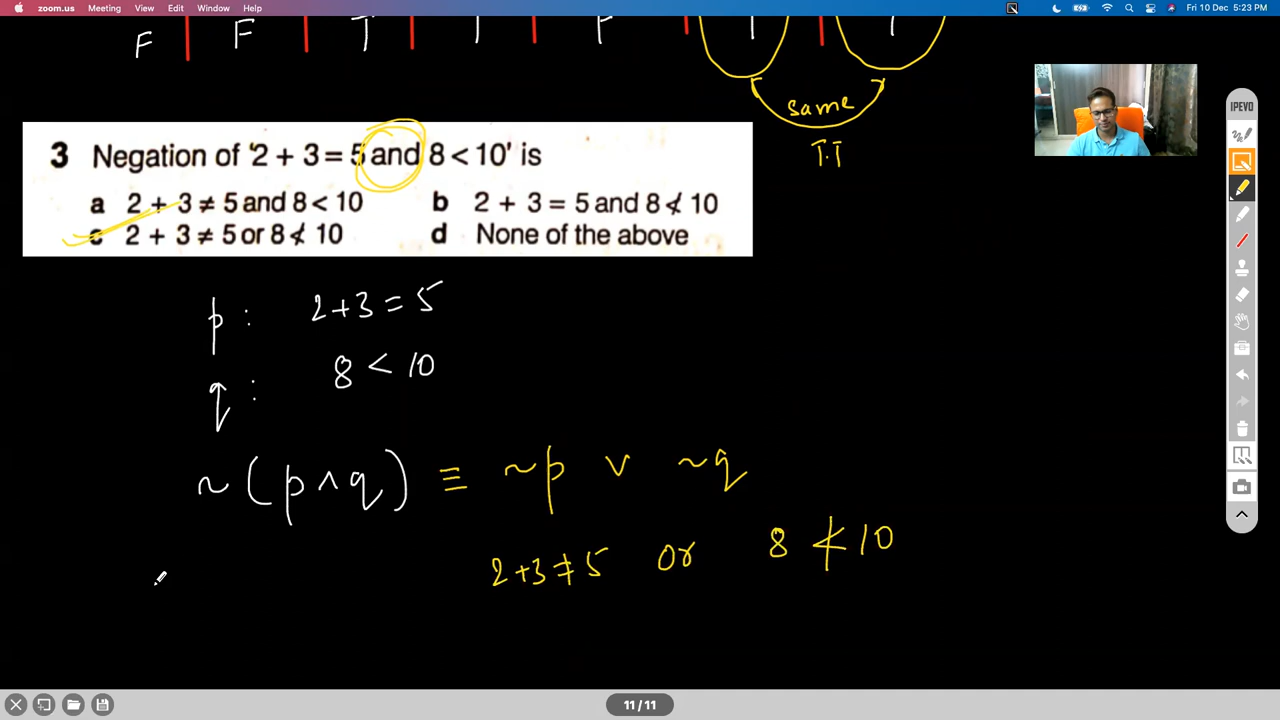 zoom.us Meeting View Edit Window Help Fri 10 Dec 5:23 PM
F F T T F T T
same
T.T
IPEVO
3 Negation of '2 + 3 = 5 and 8 < 10' is
a 2 + 3 ≠ 5 and 8 < 10 b 2 + 3 = 5 and 8 ≮ 10
c 2 + 3 ≠ 5 or 8 ≮ 10 d None of the above
p : 2+3 = 5
q : 8 < 10
~(p ∧ q) ≡ ~p ∨ ~q
2+3 ≠ 5 or 8 ≮ 10
11/11